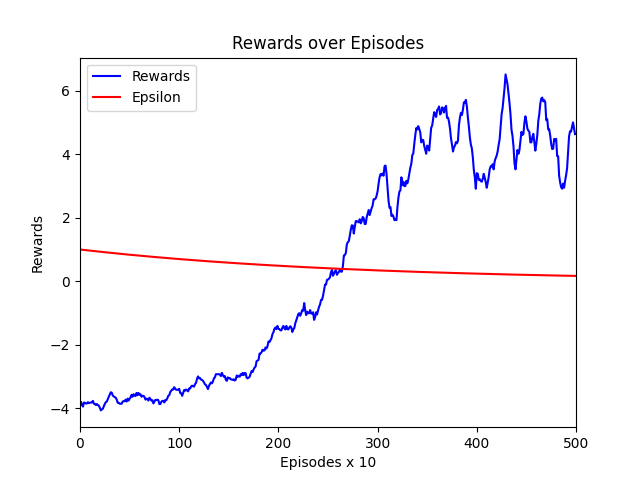 Rewards over Episodes
Rewards
Epsilon
6
4
2
0
−2
−4
Rewards
0 100 200 300 400 500
Episodes x 10